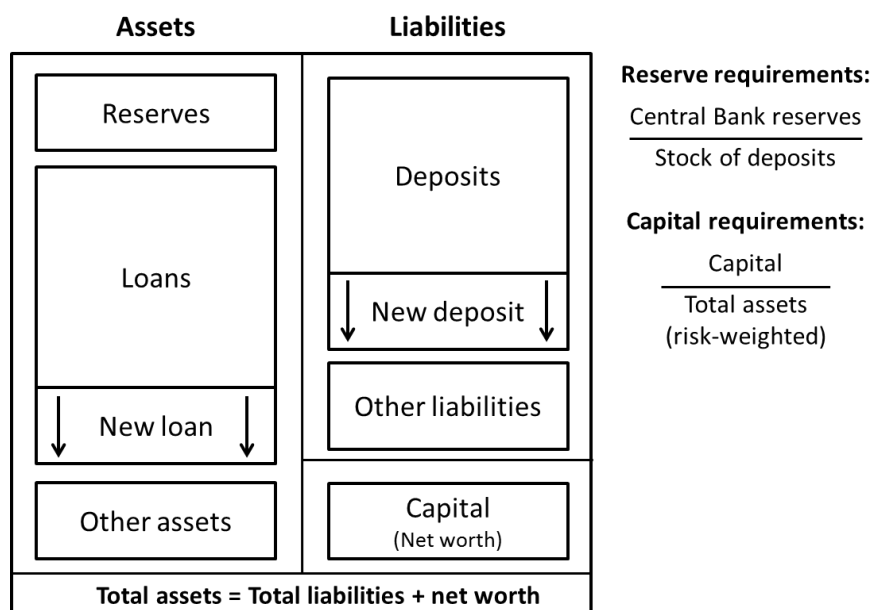 Assets
Liabilities
Reserves
Loans
New loan
Other assets
Deposits
New deposit
Other liabilities
Capital
(Net worth)
Total assets = Total liabilities + net worth
Reserve requirements:
Central Bank reserves
Stock of deposits
Capital requirements:
Capital
Total assets
(risk-weighted)